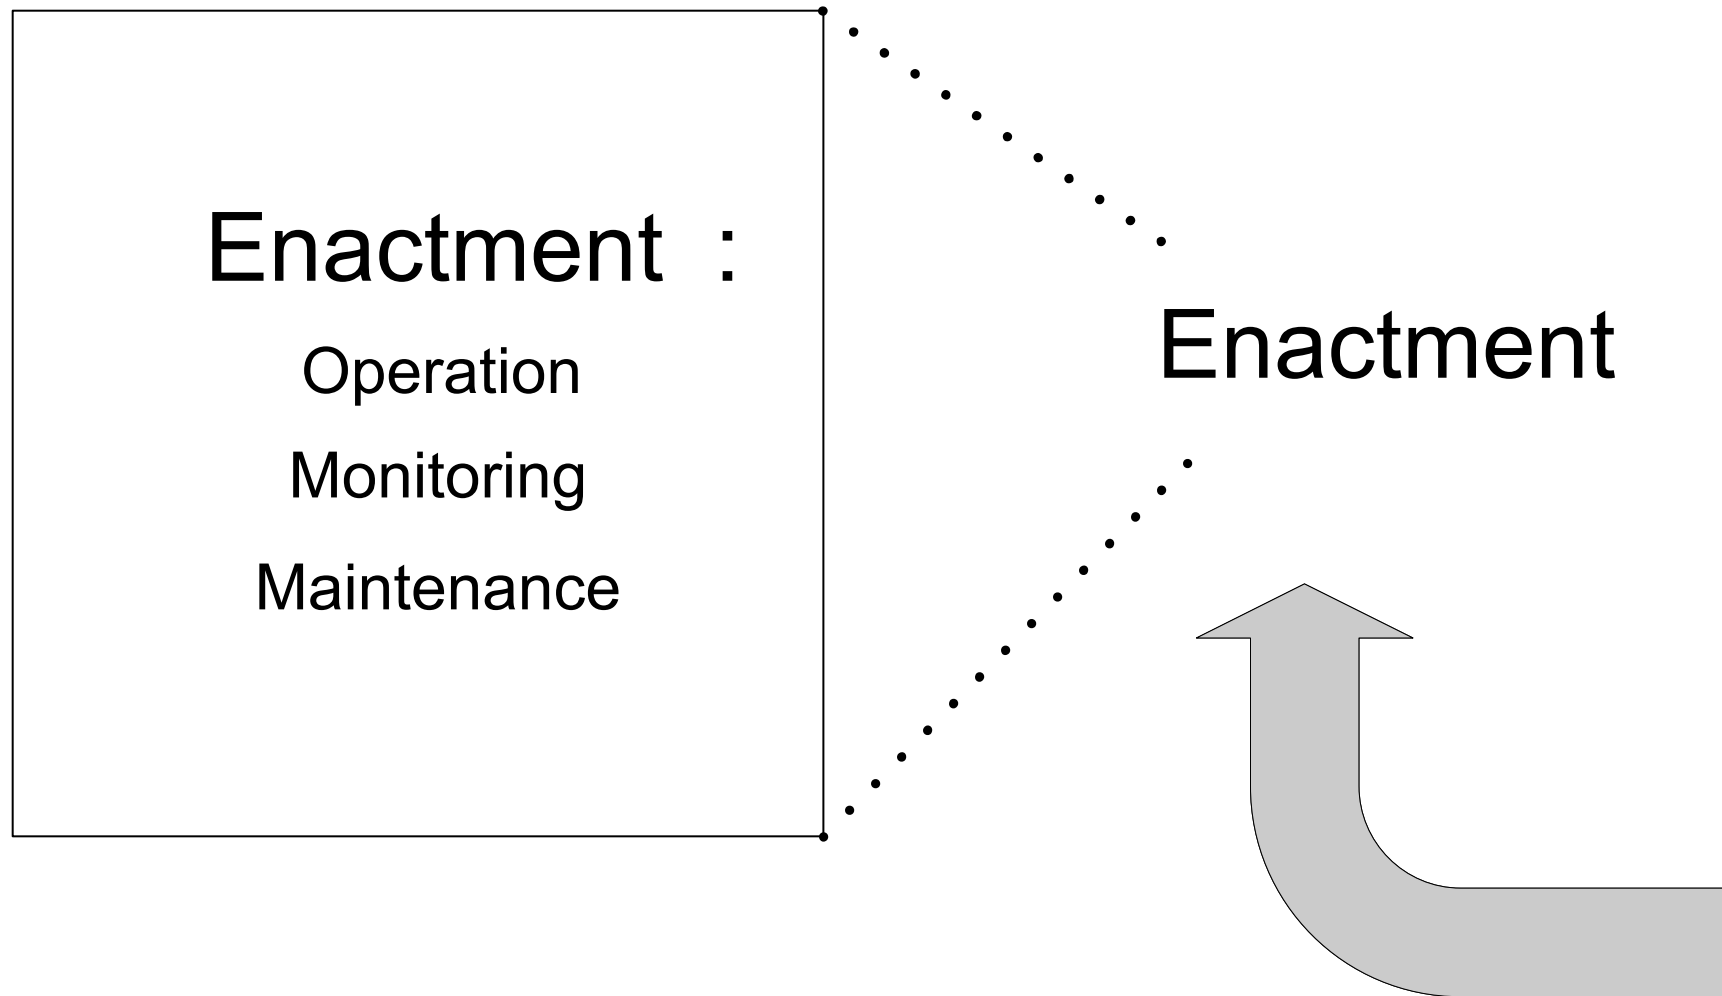 Enactment :
Operation
Monitoring
Maintenance
Enactment